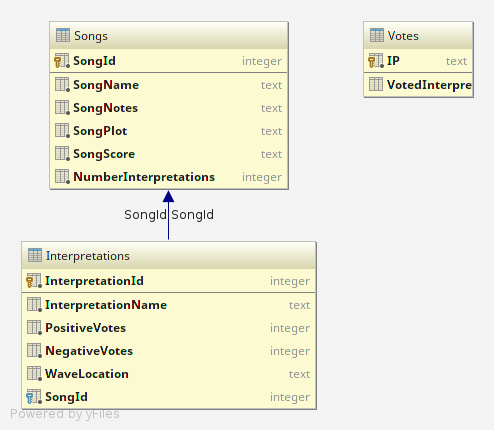 Songs
SongId integer
SongName text
SongNotes text
SongPlot text
SongScore text
NumberInterpretations integer
Votes
IP text
VotedInterpre
SongId SongId
Interpretations
InterpretationId integer
InterpretationName text
PositiveVotes integer
NegativeVotes integer
WaveLocation text
SongId integer
Powered by yFiles